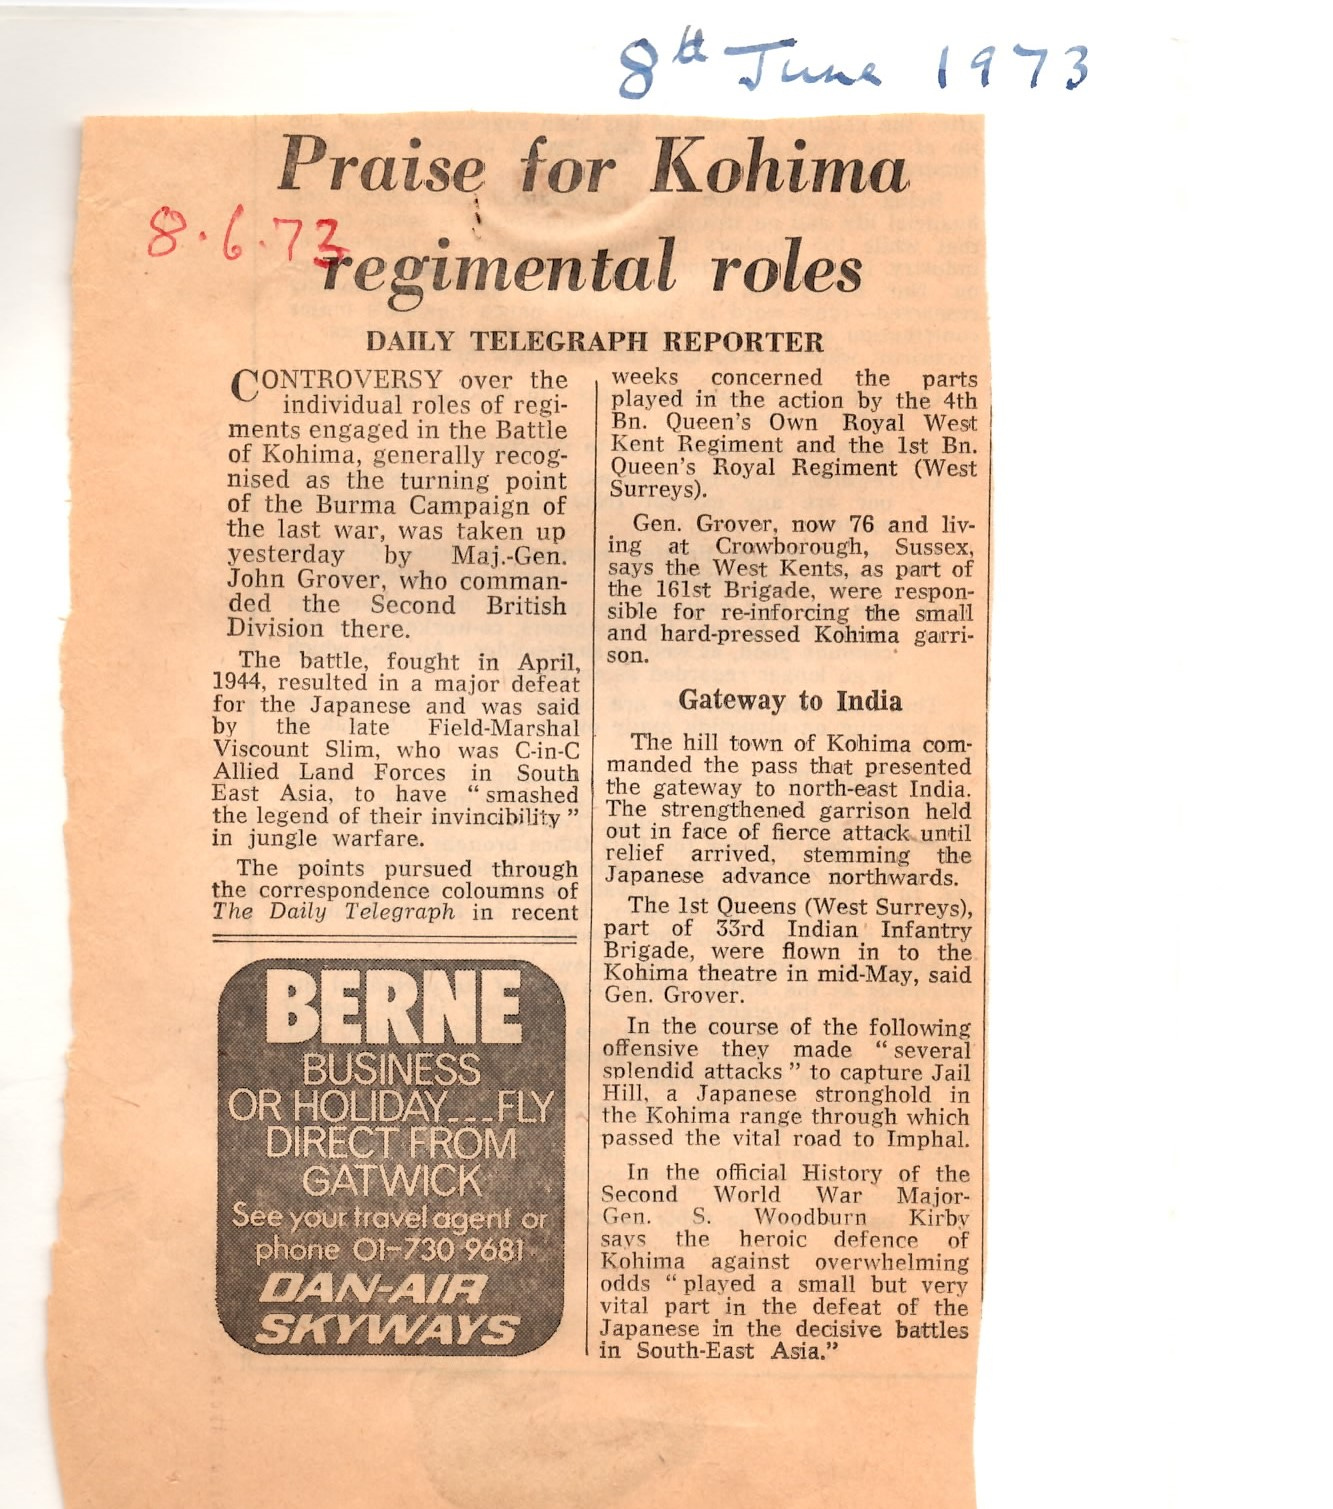 8th June 1973
Praise for Kohima
8.6.73
regimental roles
DAILY TELEGRAPH REPORTER
CONTROVERSY over the
individual roles of regi-
ments engaged in the Battle
of Kohima, generally recog-
nised as the turning point
of the Burma Campaign of
the last war, was taken up
yesterday by Maj.-Gen.
John Grover, who comman-
ded the Second British
Division there.
The battle, fought in April,
1944, resulted in a major defeat
for the Japanese and was said
by the late Field-Marshal
Viscount Slim, who was C-in-C
Allied Land Forces in South
East Asia, to have “smashed
the legend of their invincibility”
in jungle warfare.
The points pursued through
the correspondence coloumns of
The Daily Telegraph in recent
weeks concerned the parts
played in the action by the 4th
Bn. Queen's Own Royal West
Kent Regiment and the 1st Bn.
Queen's Royal Regiment (West
Surreys).
Gen. Grover, now 76 and liv-
ing at Crowborough, Sussex,
says the West Kents, as part of
the 161st Brigade, were respon-
sible for re-inforcing the small
and hard-pressed Kohima garri-
son.
Gateway to India
The hill town of Kohima com-
manded the pass that presented
the gateway to north-east India.
The strengthened garrison held
out in face of fierce attack until
relief arrived, stemming the
Japanese advance northwards.
The 1st Queens (West Surreys),
part of 33rd Indian Infantry
Brigade, were flown in to the
Kohima theatre in mid-May, said
Gen. Grover.
In the course of the following
offensive they made “several
splendid attacks” to capture Jail
Hill, a Japanese stronghold in
the Kohima range through which
passed the vital road to Imphal.
In the official History of the
Second World War Major-
Gen. S. Woodburn Kirby
says the heroic defence of
Kohima against overwhelming
odds “played a small but very
vital part in the defeat of the
Japanese in the decisive battles
in South-East Asia.”
BERNE
BUSINESS
OR HOLIDAY...FLY
DIRECT FROM
GATWICK
See your travel agent or
phone 01-730 9681
DAN-AIR
SKYWAYS